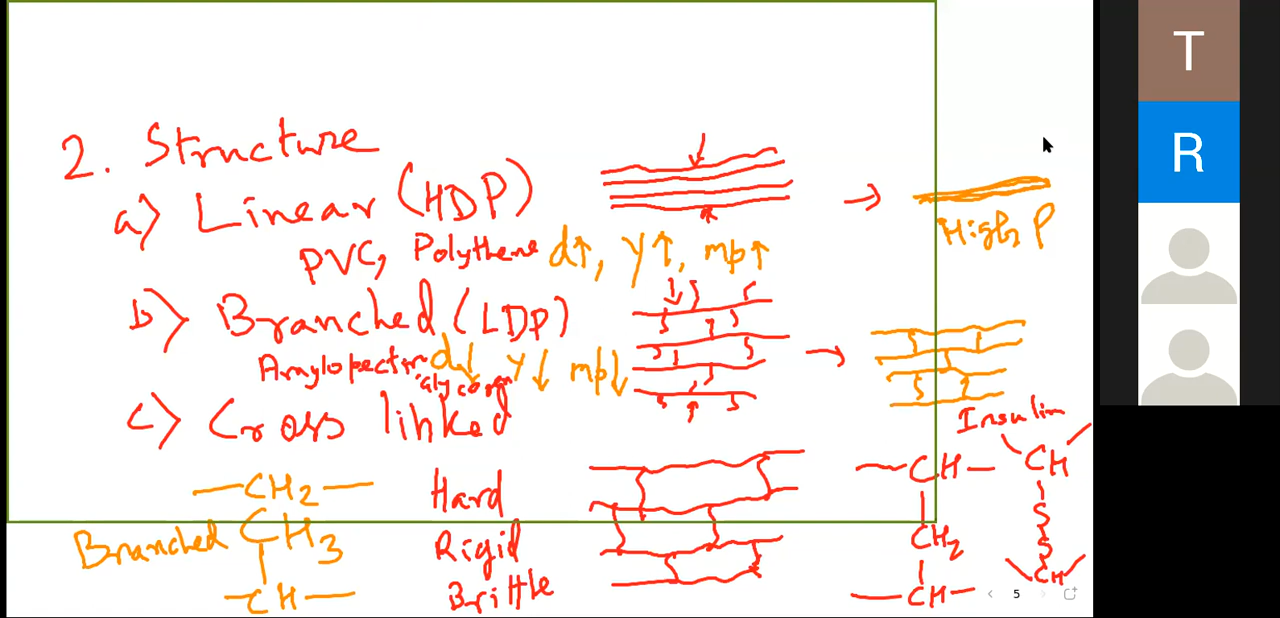 2. Structure
a) Linear (HDP)
High P
PVC, Polythene d↑, y↑, mp↑
b) Branched (LDP)
d↓ y↓ mp↓
c) Cross linked
Insulin
—CH2—
Hard
—CH—
CH
Branched CH3
Rigid
CH2
S
S
—CH—
Brittle
—CH—
CH
5
T
R